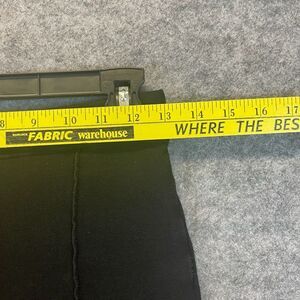 8 9 10 11 12 13 14 15 16 17
FABRIC warehouse WHERE THE BES